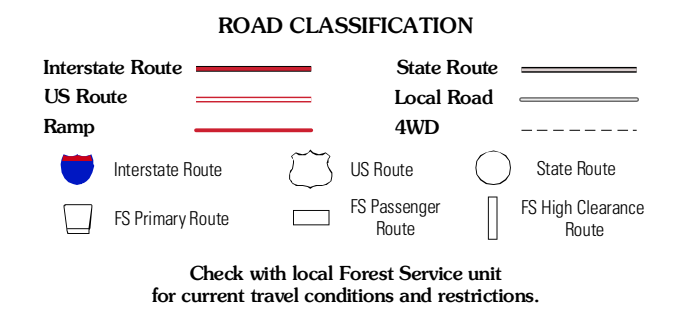 ROAD CLASSIFICATION
Interstate Route
State Route
US Route
Local Road
Ramp
4WD
Interstate Route
US Route
State Route
FS Primary Route
FS Passenger
Route
FS High Clearance
Route
Check with local Forest Service unit
for current travel conditions and restrictions.